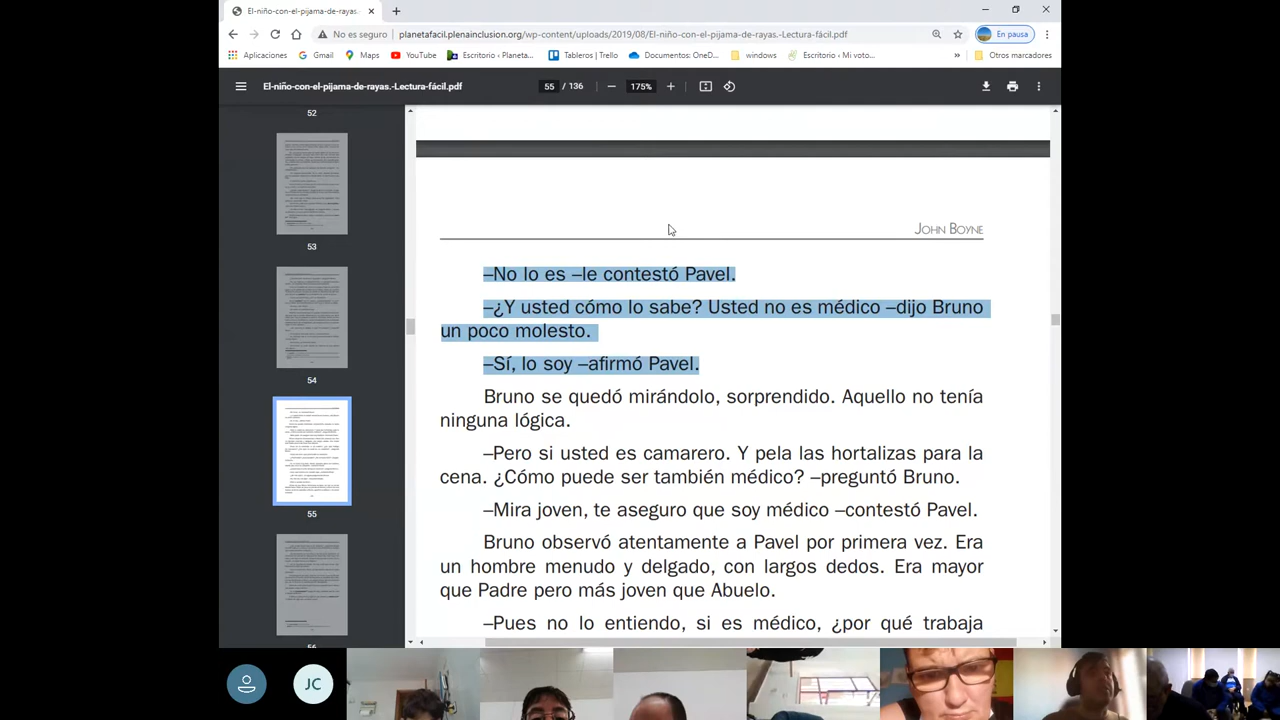 El-niño-con-el-pijama-de-rayas.-
No es seguro
planetafacil.plenainclusion.org/wp-content/uploads/2019/08/El-niño-con-el-pijama-de-rayas.-Lectura-fácil.pdf
En pausa
Aplicaciones Gmail Maps YouTube Escritorio - Planeta... Tableros | Trello Documentos: OneD... windows Escritorio - Mi voto... » Otros marcadores
El-niño-con-el-pijama-de-rayas.-Lectura-fácil.pdf 55 / 136 175%
52
53
54
55
JOHN BOYNE
–No lo es –le contestó Pavel.
–¿Y usted cómo lo sabe? Usted no es médico –dijo Bruno
un poco molesto.
–Sí, lo soy –afirmó Pavel.
Bruno se quedó mirándolo, sorprendido. Aquello no tenía
ninguna lógica.
–Pero si usted es camarero y pela las hortalizas para la
cena. ¿Cómo puede ser también médico? –preguntó Bruno.
–Mira joven, te aseguro que soy médico –contestó Pavel.
Bruno observó atentamente a Pavel por primera vez. Era
un hombre menudo y delgado, con largos dedos. Era mayor
que Padre pero más joven que Abuelo.
–Pues no lo entiendo, si es médico, ¿por qué trabaja
JC